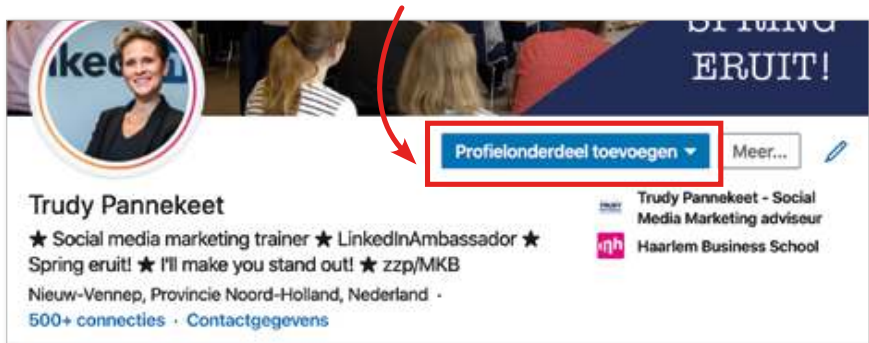 SPRING
ERUIT!
ked
Profielonderdeel toevoegen
Meer...
Trudy Pannekeet
★ Social media marketing trainer ★ LinkedInAmbassador ★
Spring eruit! ★ I'll make you stand out! ★ zzp/MKB
Nieuw-Vennep, Provincie Noord-Holland, Nederland ·
500+ connecties · Contactgegevens
TRUDY
Trudy Pannekeet - Social
Media Marketing adviseur
Haarlem Business School